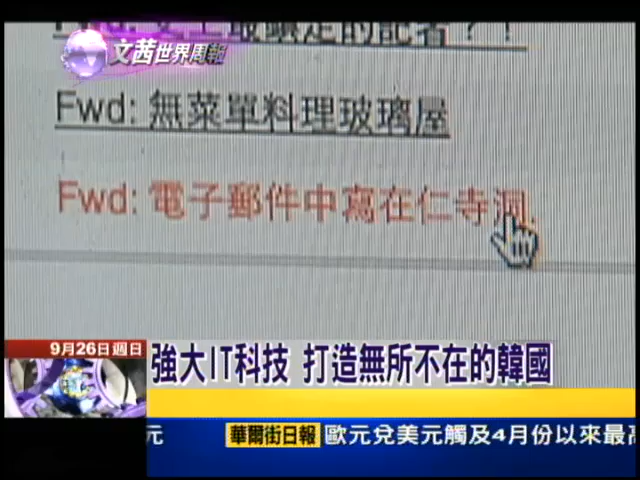 文茜世界周報
Fwd: 無菜單料理玻璃屋
Fwd: 電子郵件中寫在仁寺洞
9月26日週日
強大IT科技 打造無所不在的韓國
元 華爾街日報 歐元兌美元觸及4月份以來最高